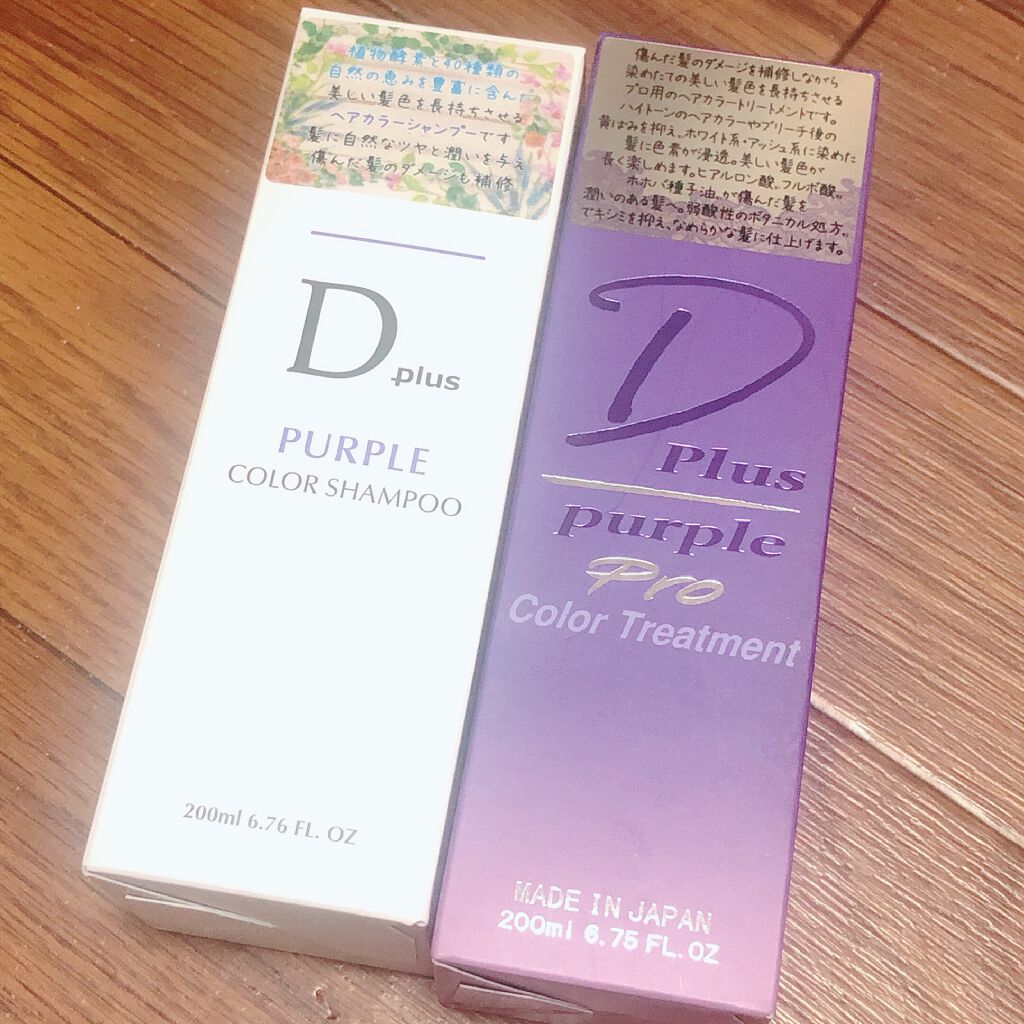 植物酵素と40種類の
自然の恵みを豊富に含んだ
美しい髪色を長持ちさせる
ヘアカラーシャンプーです
髪に自然なツヤと潤いを与え
傷んだ髪のダメージも補修
D plus
PURPLE
COLOR SHAMPOO
200ml 6.76 FL. OZ
傷んだ髪のダメージを補修しながら
染めたての美しい髪色を長持ちさせる
プロ用のヘアカラートリートメントです。
ハイトーンのヘアカラーやブリーチ後の
黄ばみを抑え、ホワイト系・アッシュ系に染めた
髪に色素が浸透。美しい髪色が
長く楽しめます。ヒアルロン酸、フルボ酸、
ホホバ種子油、が傷んだ髪を
潤いのある髪へ。弱酸性のボタニカル処方。
でキシミを抑え、なめらかな髪に仕上げます。
D Plus
purple
Pro
Color Treatment
MADE IN JAPAN
200ml 6.75 FL.OZ